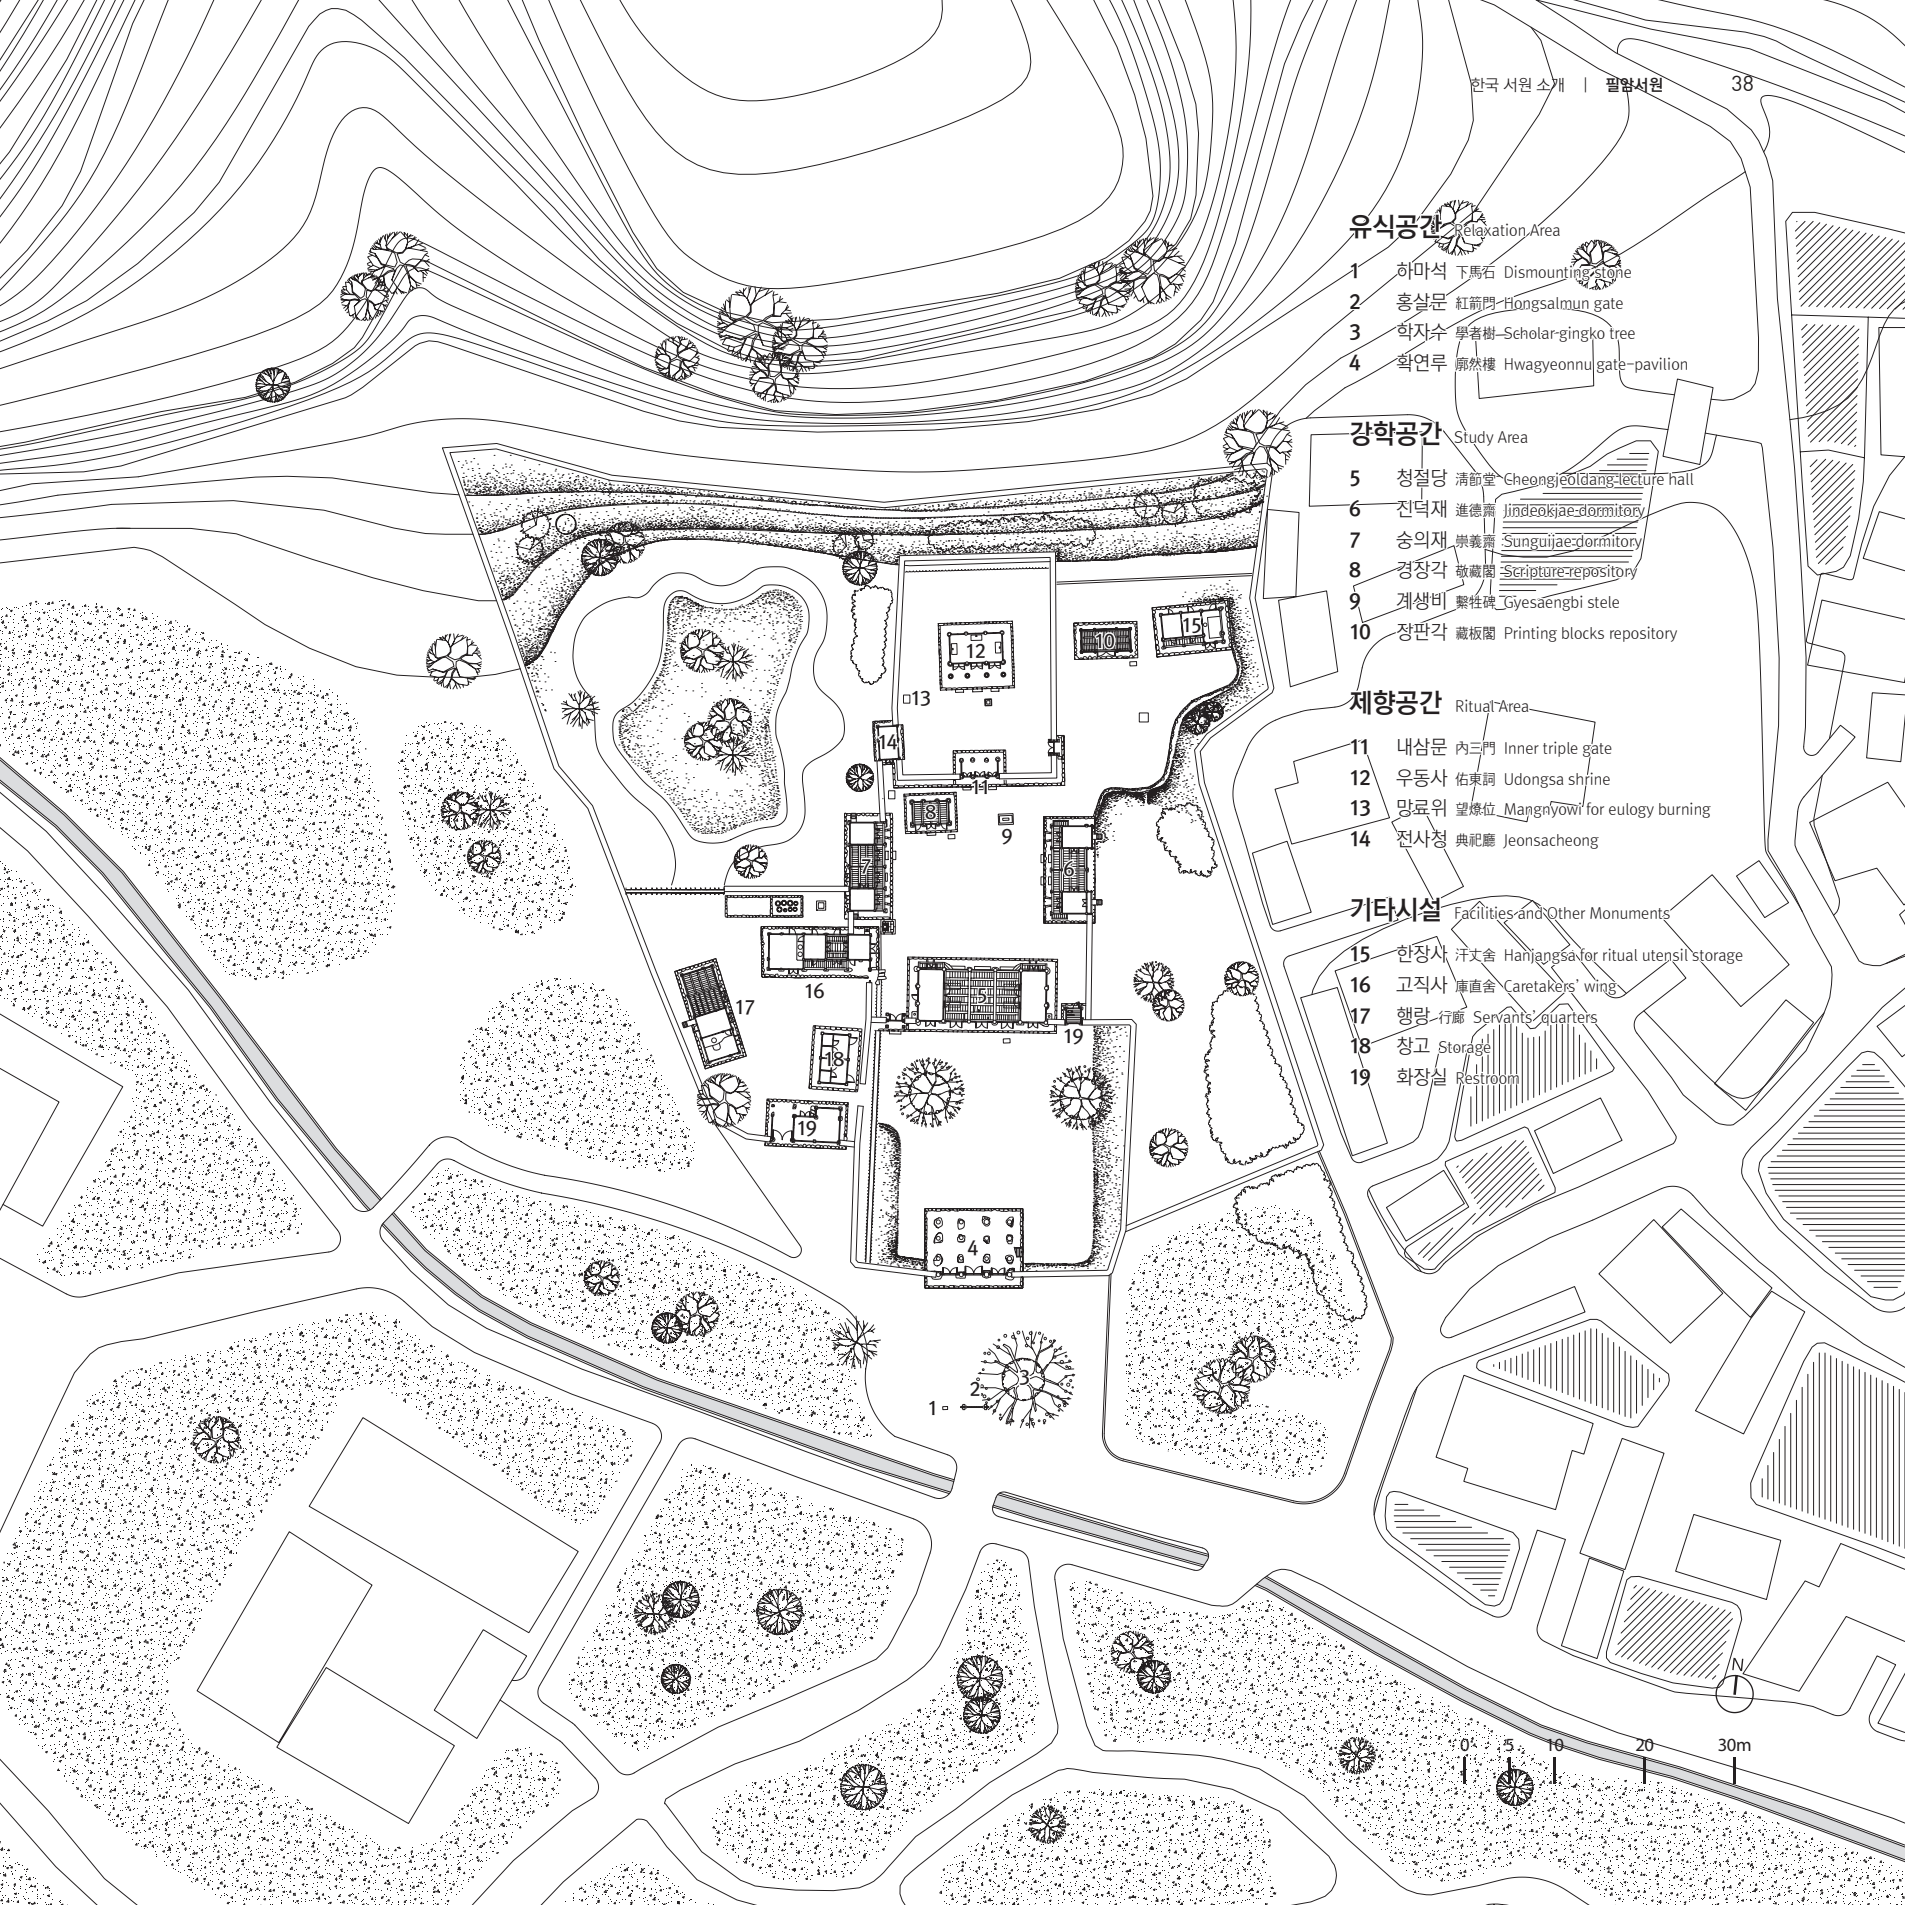 한국 서원 소개 | 필암서원 38
유식공간 Relaxation Area
1 하마석 下馬石 Dismounting stone
2 홍살문 紅箭門 Hongsalmun gate
3 학자수 學者樹 Scholar gingko tree
4 확연루 廓然樓 Hwagyeonnu gate-pavilion
강학공간 Study Area
5 청절당 淸節堂 Cheongjeoldang lecture hall
6 진덕재 進德齋 Jindeokjae dormitory
7 숭의재 崇義齋 Sunguijae dormitory
8 경장각 敬藏閣 Scripture repository
9 계생비 繫牲碑 Gyesaengbi stele
10 장판각 藏板閣 Printing blocks repository
제향공간 Ritual Area
11 내삼문 內三門 Inner triple gate
12 우동사 佑東詞 Udongsa shrine
13 망료위 望燎位 Mangnyowi for eulogy burning
14 전사청 典祀廳 Jeonsacheong
기타시설 Facilities and Other Monuments
15 한장사 汗丈舍 Hanjangsa for ritual utensil storage
16 고직사 庫直舍 Caretakers' wing
17 행랑 行廊 Servants' quarters
18 창고 Storage
19 화장실 Restroom
15
10
12
13
14
11
8
9
7
6
16
5
17
19
18
19
4
3
2
1
N
0 5 10 20 30m